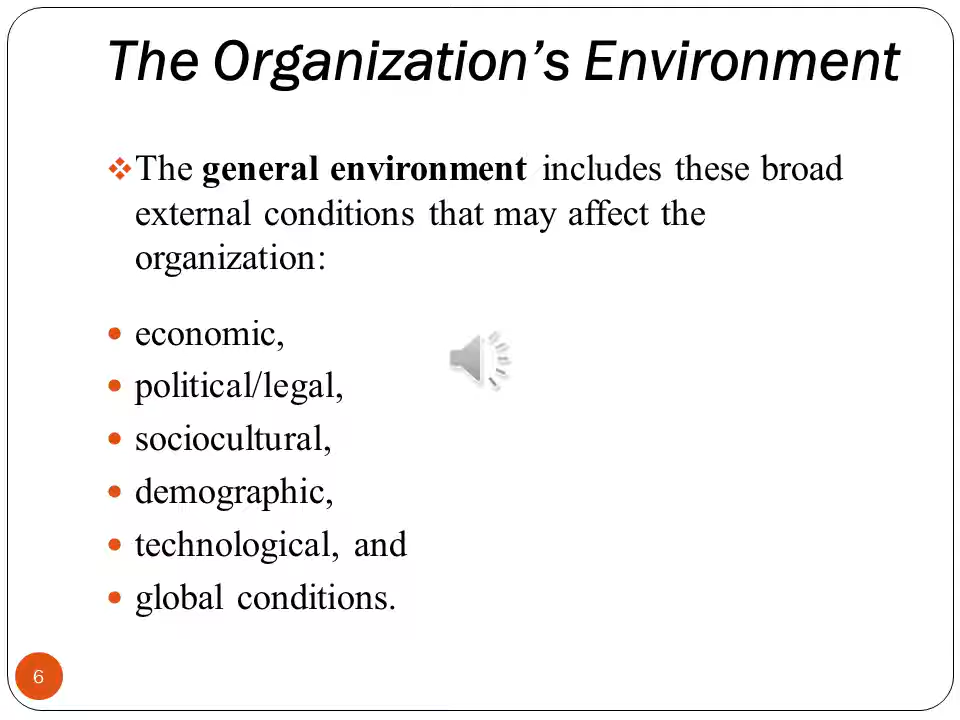 The Organization’s Environment
The general environment includes these broad
external conditions that may affect the
organization:
economic,
political/legal,
sociocultural,
demographic,
technological, and
global conditions.
6